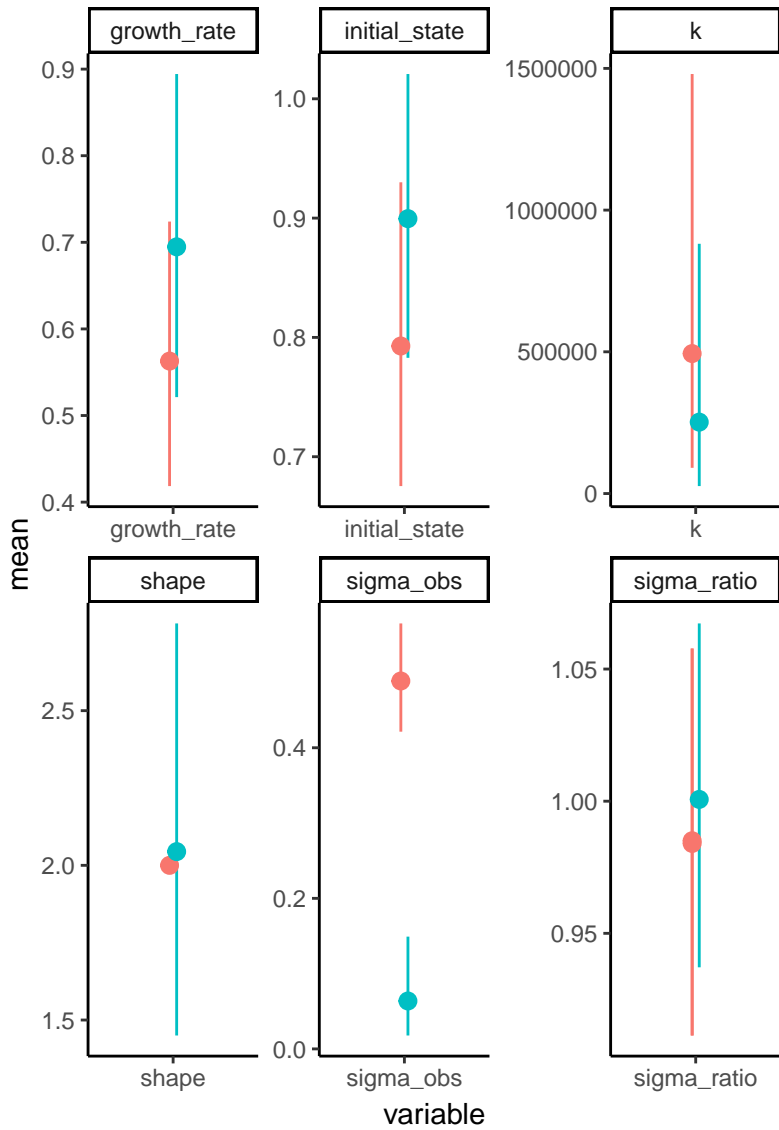 growth_rate
initial_state
k
0.9
0.8
0.7
0.6
0.5
0.4
1.0
0.9
0.8
0.7
1500000
1000000
500000
0
growth_rate
initial_state
k
mean
shape
sigma_obs
sigma_ratio
2.5
2.0
1.5
0.4
0.2
0.0
1.05
1.00
0.95
shape
sigma_obs
sigma_ratio
variable